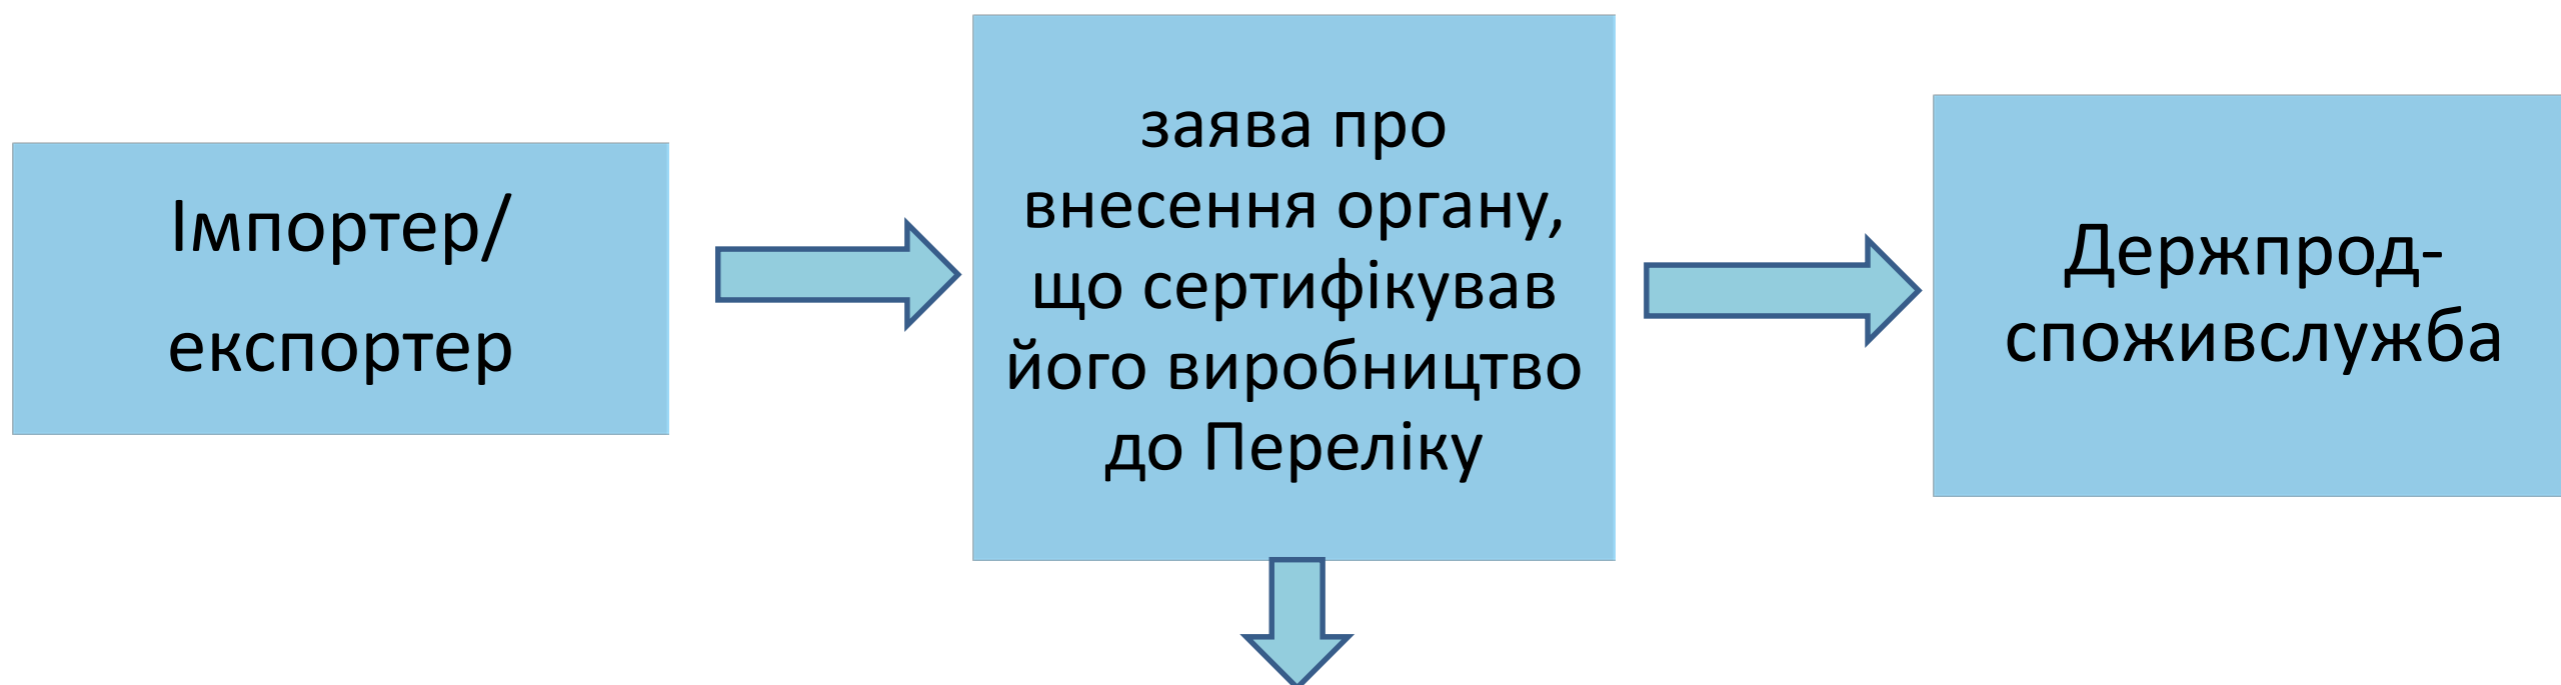 Імпортер/
експортер
заява про
внесення органу,
що сертифікував
його виробництво
до Переліку
Держпрод-
споживслужба